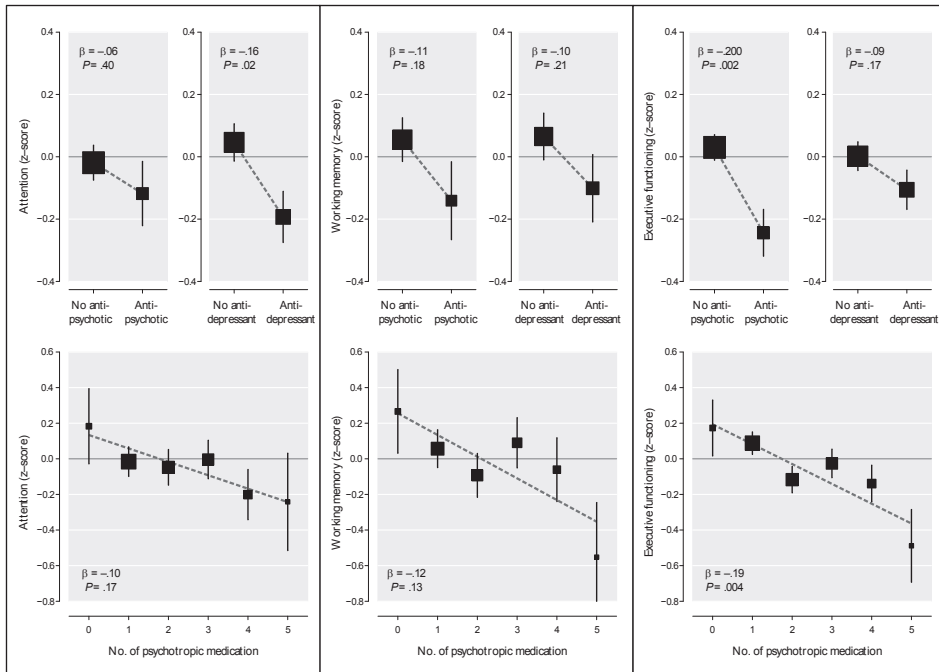 0.4
0.2
0.0
−0.2
−0.4
Attention (z−score)
β = −.06
P = .40
No anti-
psychotic
Anti-
psychotic
0.4
0.2
0.0
−0.2
−0.4
β = −.16
P = .02
No anti-
depressant
Anti-
depressant
0.4
0.2
0.0
−0.2
−0.4
Working memory (z−score)
β = −.11
P = .18
No anti-
psychotic
Anti-
psychotic
0.4
0.2
0.0
−0.2
−0.4
β = −.10
P = .21
No anti-
depressant
Anti-
depressant
0.4
0.2
0.0
−0.2
−0.4
Executive functioning (z−score)
β = −.200
P = .002
No anti-
psychotic
Anti-
psychotic
0.4
0.2
0.0
−0.2
−0.4
β = −.09
P = .17
No anti-
depressant
Anti-
depressant
0.6
0.4
0.2
0.0
−0.2
−0.4
−0.6
−0.8
Attention (z−score)
β = −.10
P = .17
0 1 2 3 4 5
No. of psychotropic medication
0.6
0.4
0.2
0.0
−0.2
−0.4
−0.6
−0.8
Working memory (z−score)
β = −.12
P = .13
0 1 2 3 4 5
No. of psychotropic medication
0.6
0.4
0.2
0.0
−0.2
−0.4
−0.6
−0.8
Executive functioning (z−score)
β = −.19
P = .004
0 1 2 3 4 5
No. of psychotropic medication